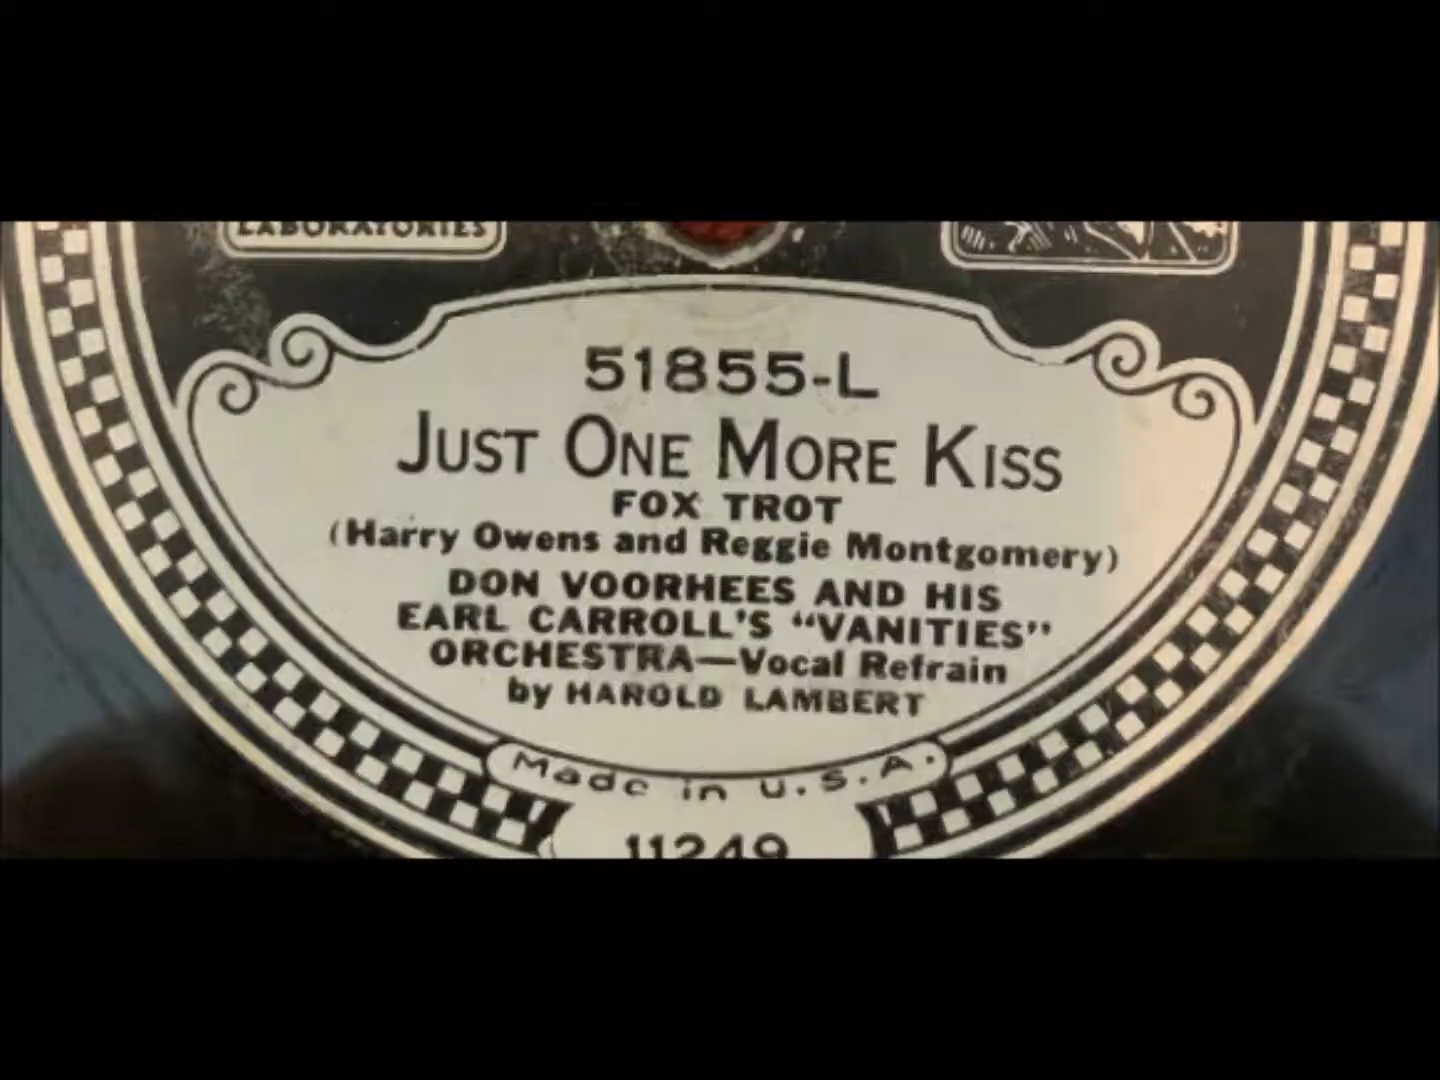 LABORATORIES
51855-L
JUST ONE MORE KISS
FOX TROT
(Harry Owens and Reggie Montgomery)
DON VOORHEES AND HIS
EARL CARROLL'S "VANITIES"
ORCHESTRA—Vocal Refrain
by HAROLD LAMBERT
Made in U.S.A.
11249